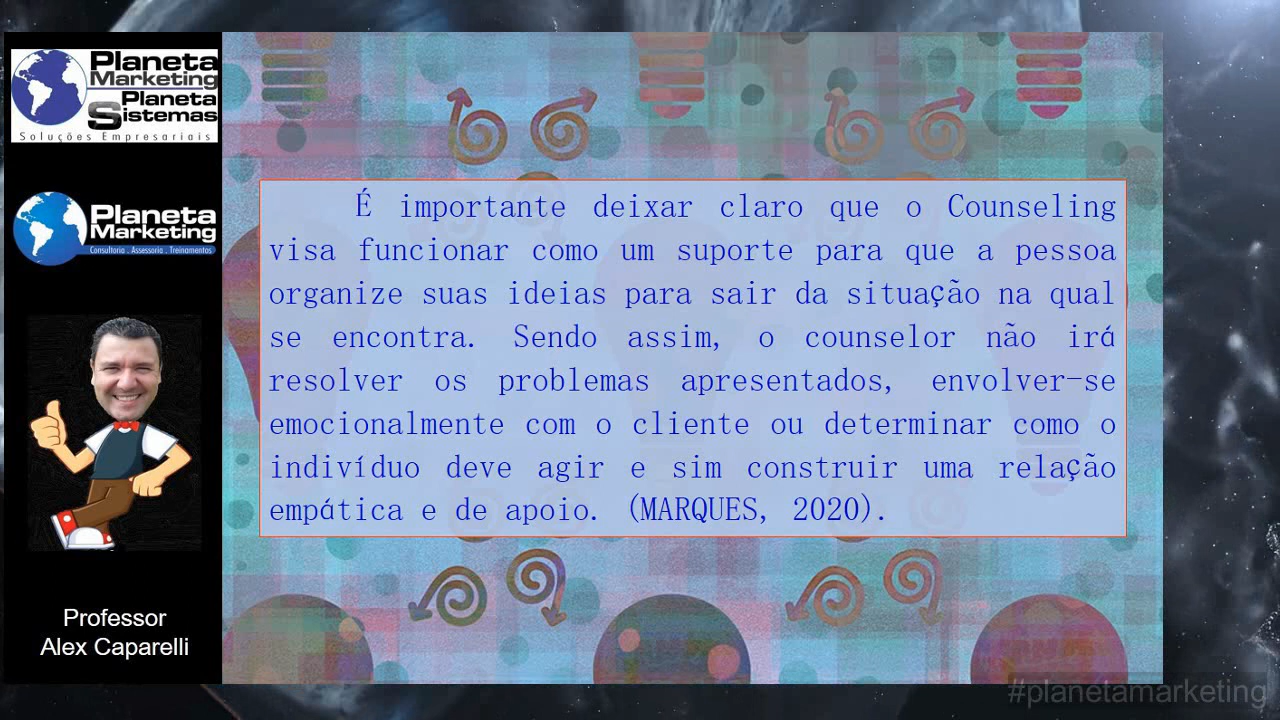 Planeta
Marketing
Planeta
Sistemas
Soluções Empresariais
Planeta
Marketing
Consultoria . Assessoria . Treinamentos
Professor
Alex Caparelli
É importante deixar claro que o Counseling
visa funcionar como um suporte para que a pessoa
organize suas ideias para sair da situação na qual
se encontra. Sendo assim, o counselor não irá
resolver os problemas apresentados, envolver-se
emocionalmente com o cliente ou determinar como o
indivíduo deve agir e sim construir uma relação
empática e de apoio. (MARQUES, 2020).
#planetamarketing